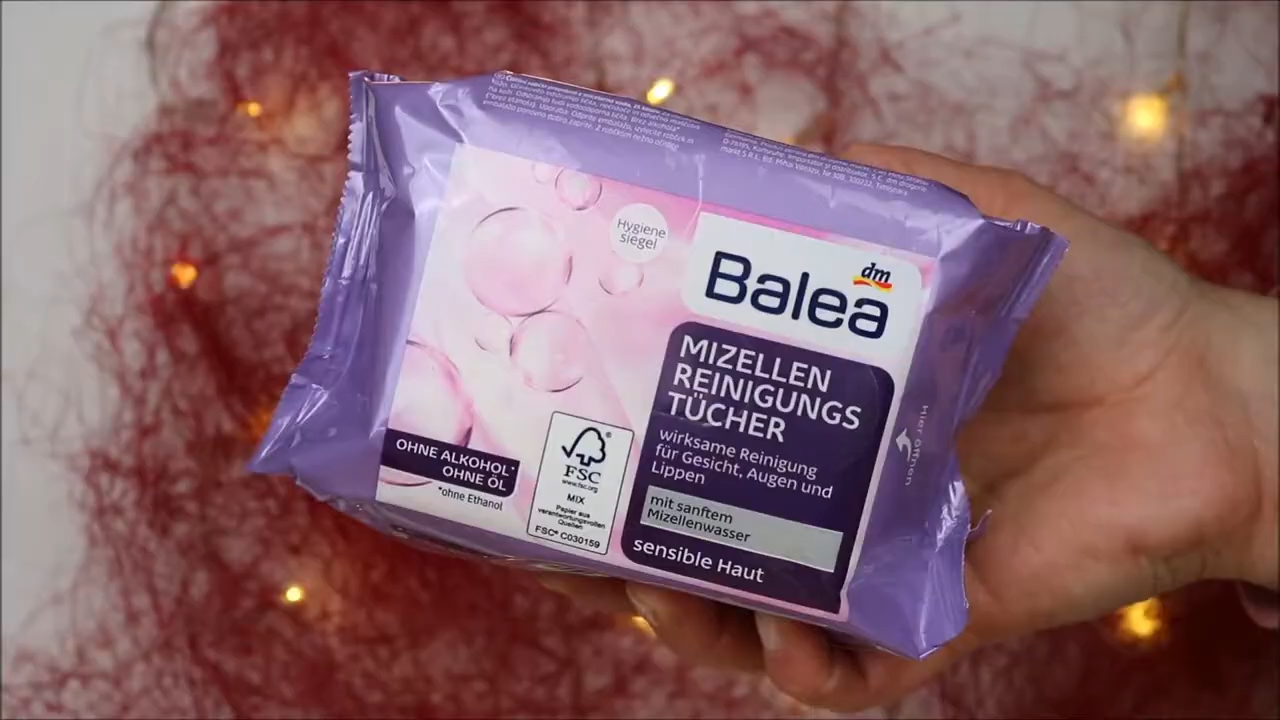 Hygiene
siegel
dm
Balea
MIZELLEN
REINIGUNGS
TÜCHER
wirksame Reinigung
für Gesicht, Augen und
Lippen
mit sanftem
Mizellenwasser
sensible Haut
OHNE ALKOHOL*
OHNE ÖL
*ohne Ethanol
FSC®
www.fsc.org
MIX
Papier aus
verantwortungsvollen
Quellen
FSC® C030159
Hier öffnen